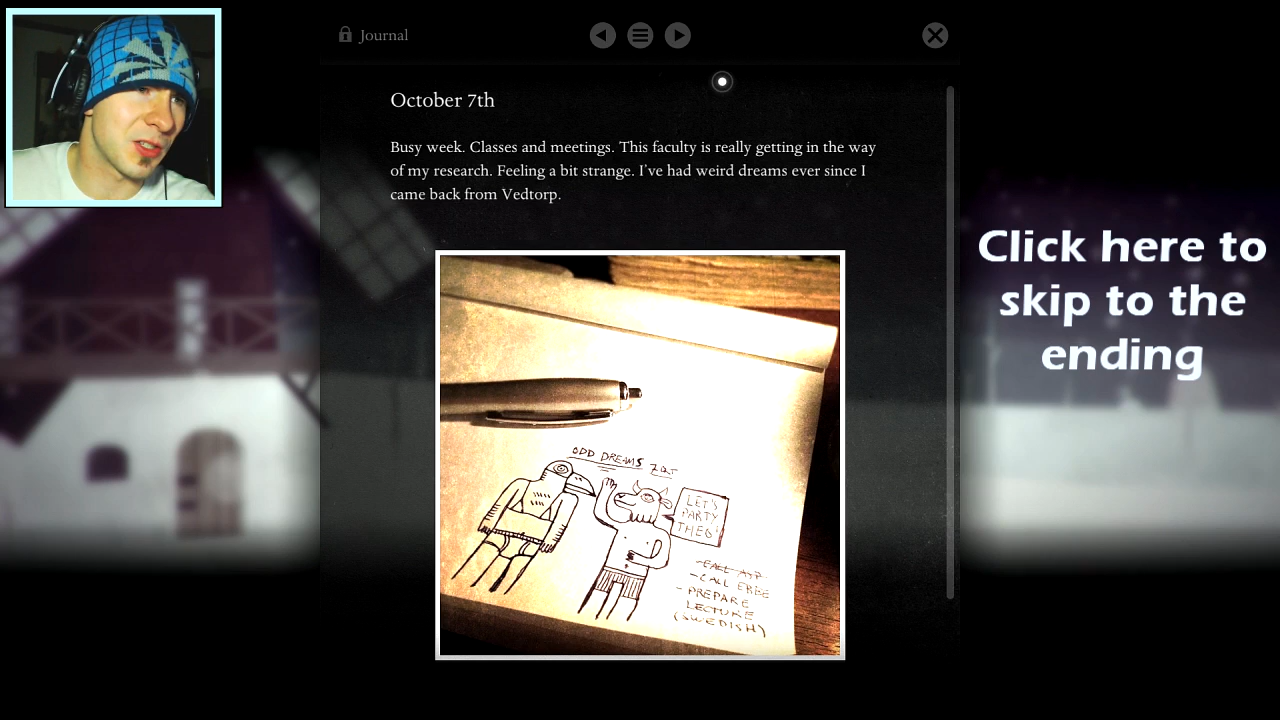 Journal
October 7th
Busy week. Classes and meetings. This faculty is really getting in the way
of my research. Feeling a bit strange. I've had weird dreams ever since I
came back from Vedtorp.
Click here to
skip to the
ending
ODD DREAMS
LET'S
PARTY
THEO!
- CALL
- PREPARE
LECTURE
(SWEDISH)